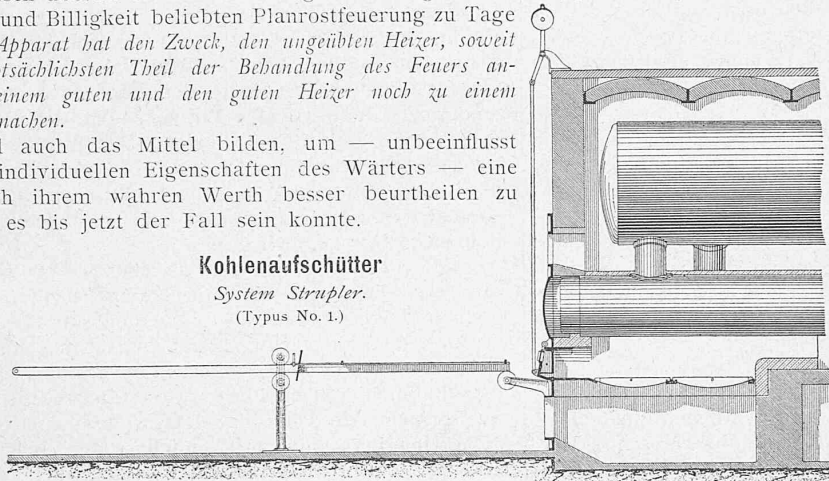 und Billigkeit beliebten Planrostfeuerung zu Tage
Apparat hat den Zweck, den ungeübten Heizer, soweit
tsächlichsten Theil der Behandlung des Feuers an-
einem guten und den guten Heizer noch zu einem
machen.
auch das Mittel bilden, um — unbeeinflusst
individuellen Eigenschaften des Wärters — eine
h ihrem wahren Werth besser beurtheilen zu
es bis jetzt der Fall sein konnte.
Kohlenaufschütter
System Strupler.
(Typus No. 1.)